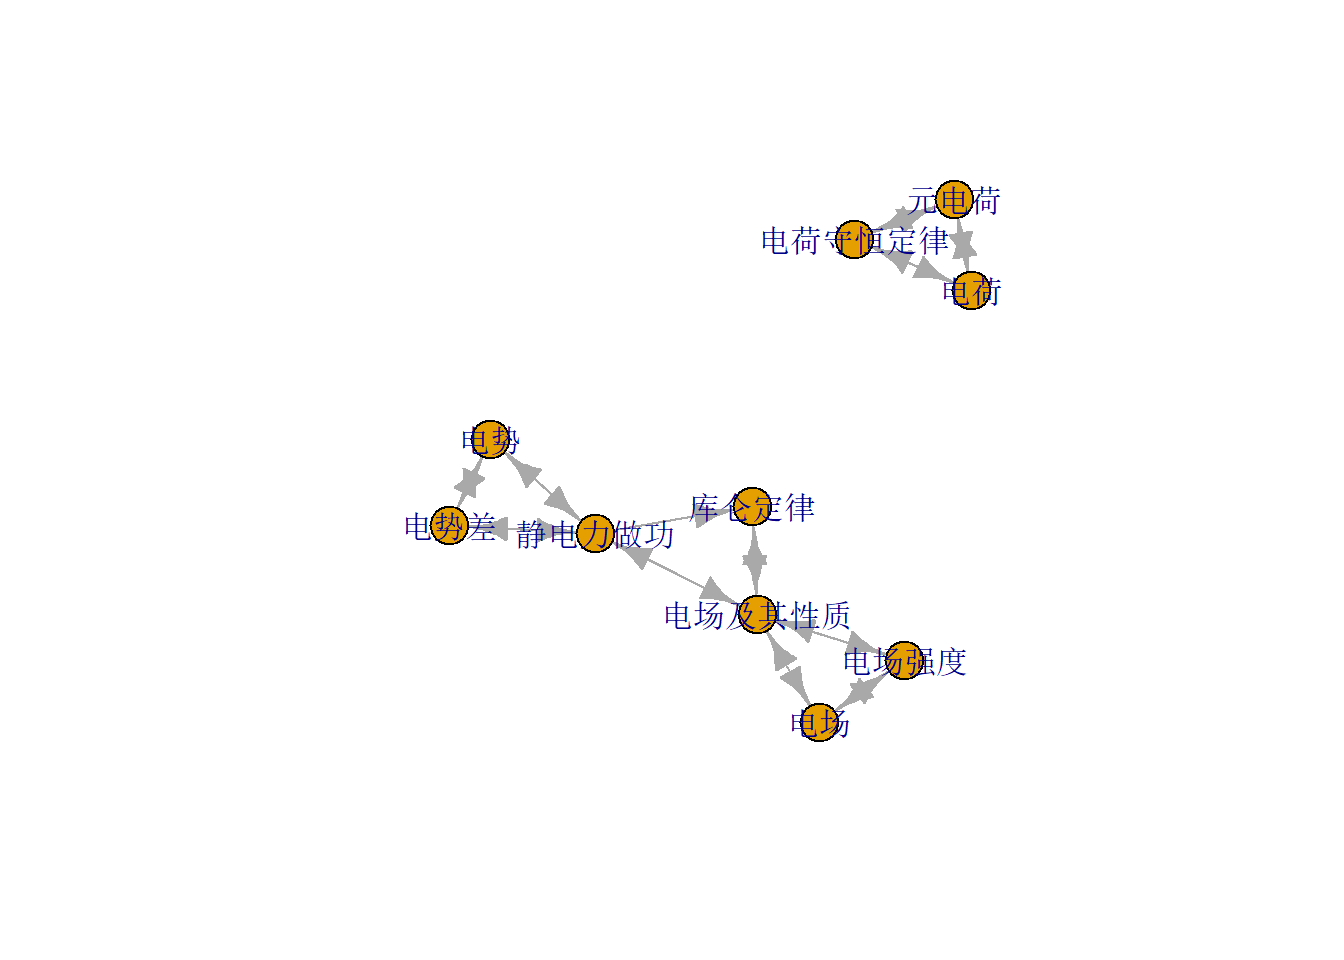 元电荷
电荷守恒定律
电荷
电势
库仑定律
电势差
静电力做功
电场及其性质
电场强度
电场